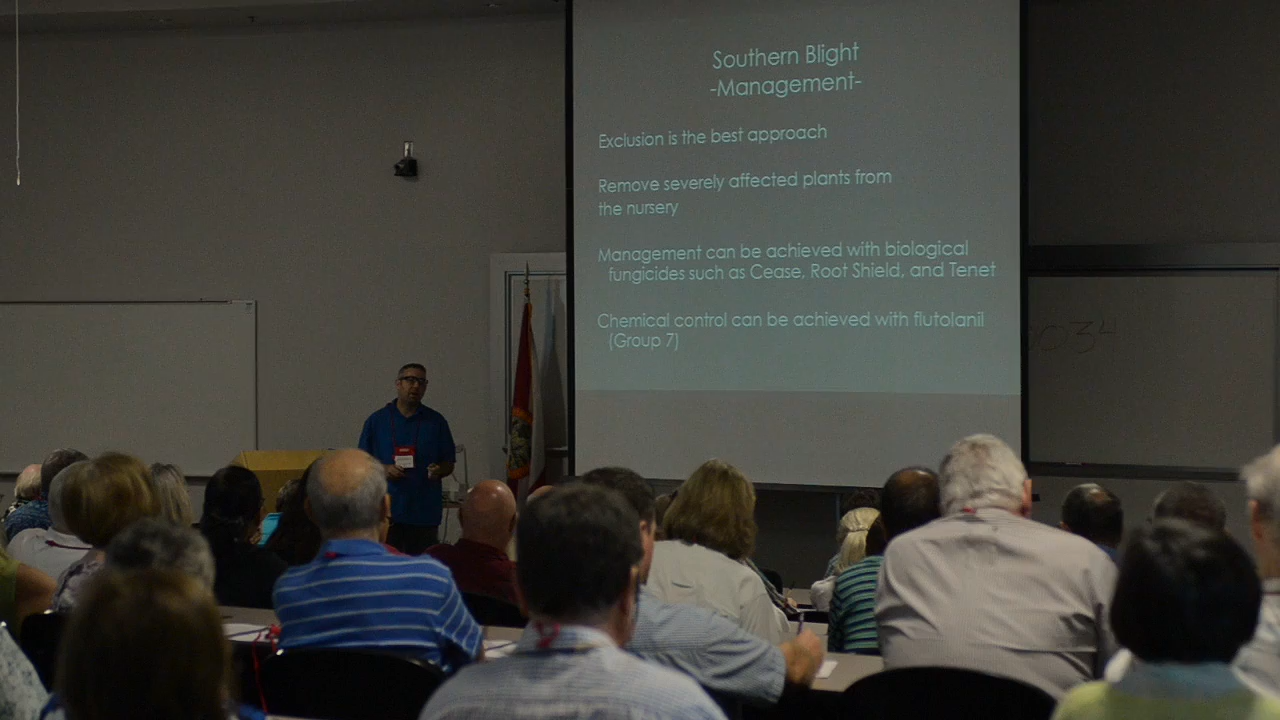 Southern Blight
-Management-
Exclusion is the best approach
Remove severely affected plants from
the nursery
Management can be achieved with biological
fungicides such as Cease, Root Shield, and Tenet
Chemical control can be achieved with flutolanil
(Group 7)